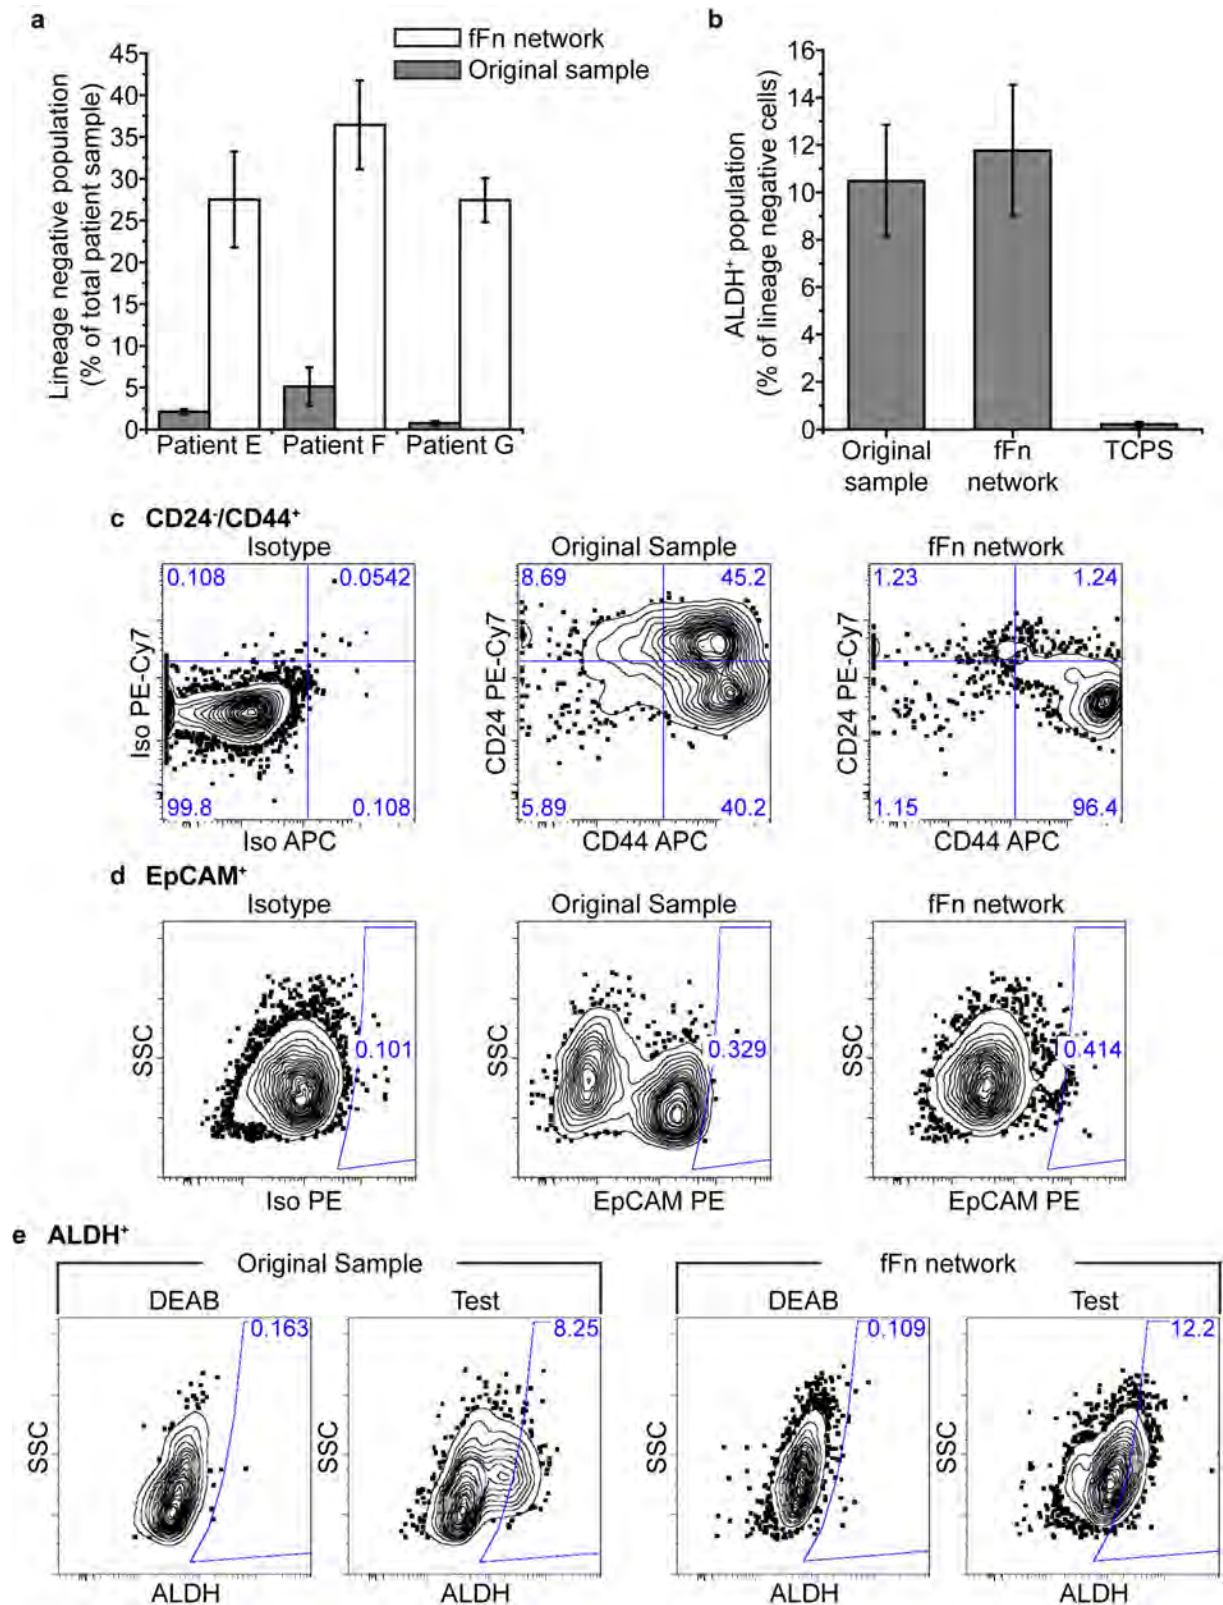 a
fFn network
Original sample
Lineage negative population
(% of total patient sample)
45
40
35
30
25
20
15
10
5
0
Patient E Patient F Patient G
b
ALDH⁺ population
(% of lineage negative cells)
16
14
12
10
8
6
4
2
0
Original sample
fFn network
TCPS
c CD24⁻/CD44⁺
Isotype
0.108 0.0542
Iso PE-Cy7
99.8 0.108
Iso APC
Original Sample
8.69 45.2
CD24 PE-Cy7
5.89 40.2
CD44 APC
fFn network
1.23 1.24
CD24 PE-Cy7
1.15 96.4
CD44 APC
d EpCAM⁺
Isotype
SSC
0.101
Iso PE
Original Sample
SSC
0.329
EpCAM PE
fFn network
SSC
0.414
EpCAM PE
e ALDH⁺
Original Sample
DEAB
0.163
SSC
ALDH
Test
8.25
SSC
ALDH
fFn network
DEAB
0.109
SSC
ALDH
Test
12.2
SSC
ALDH